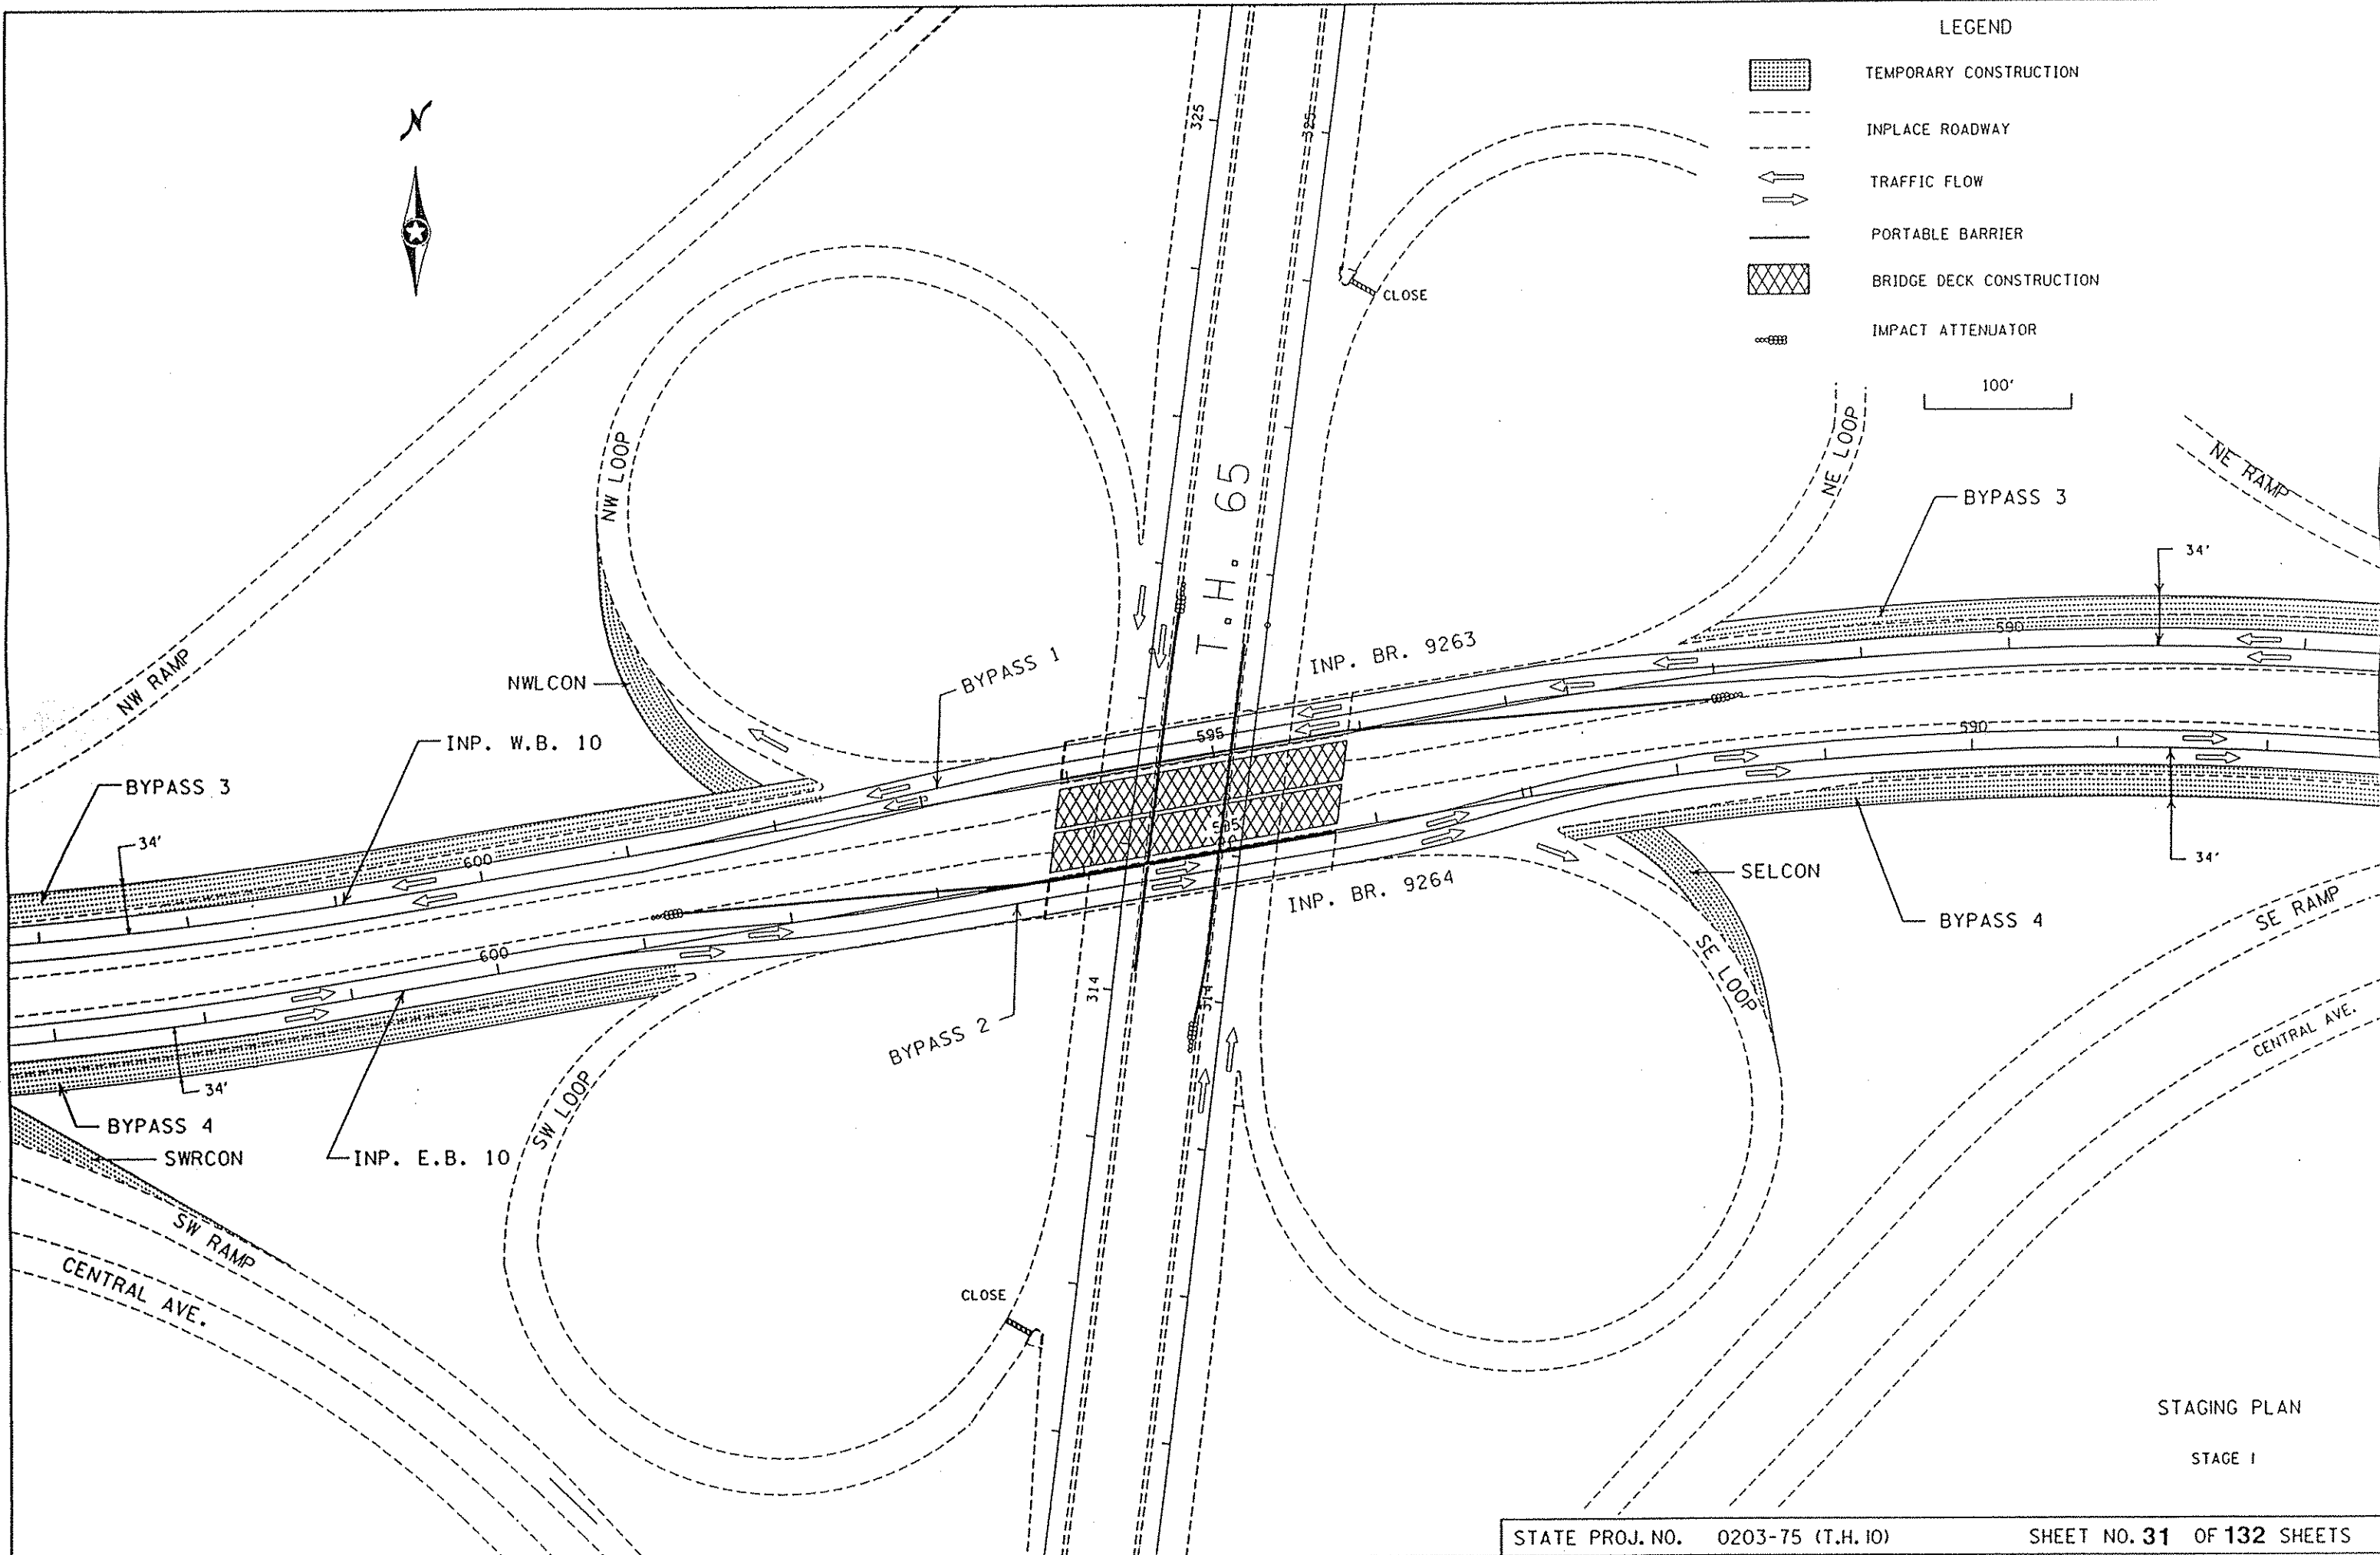 LEGEND
TEMPORARY CONSTRUCTION
INPLACE ROADWAY
TRAFFIC FLOW
PORTABLE BARRIER
BRIDGE DECK CONSTRUCTION
IMPACT ATTENUATOR
100'
N
325
325
CLOSE
NW LOOP
T.H. 65
NE LOOP
NE RAMP
BYPASS 3
34'
590
INP. BR. 9263
BYPASS 1
NWLCON
NW RAMP
INP. W.B. 10
595
590
BYPASS 3
34'
600
595
SELCON
34'
INP. BR. 9264
BYPASS 4
SE RAMP
600
SE LOOP
314
314
CENTRAL AVE.
BYPASS 2
34'
BYPASS 4
SWRCON
INP. E.B. 10
SW LOOP
SW RAMP
CENTRAL AVE.
CLOSE
STAGING PLAN
STAGE 1
STATE PROJ. NO. 0203-75 (T.H. 10) SHEET NO. 31 OF 132 SHEETS